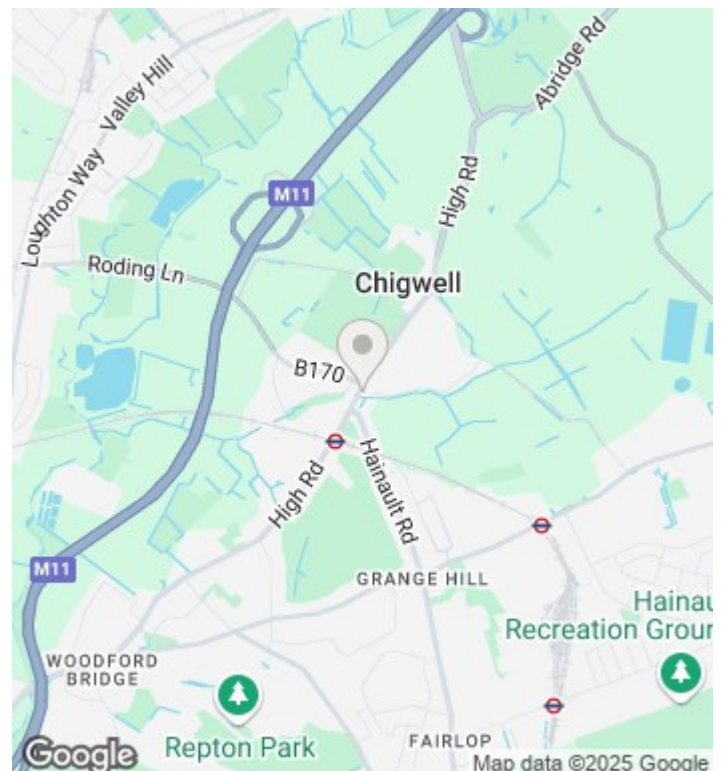 Valley Hill
Loughton Way
Abridge Rd
M11
High Rd
Roding Ln
Chigwell
B170
High Rd
Hainault Rd
M11
GRANGE HILL
Hainau
Recreation Groun
WOODFORD
BRIDGE
Repton Park
FAIRLOP
Google
Map data ©2025 Google